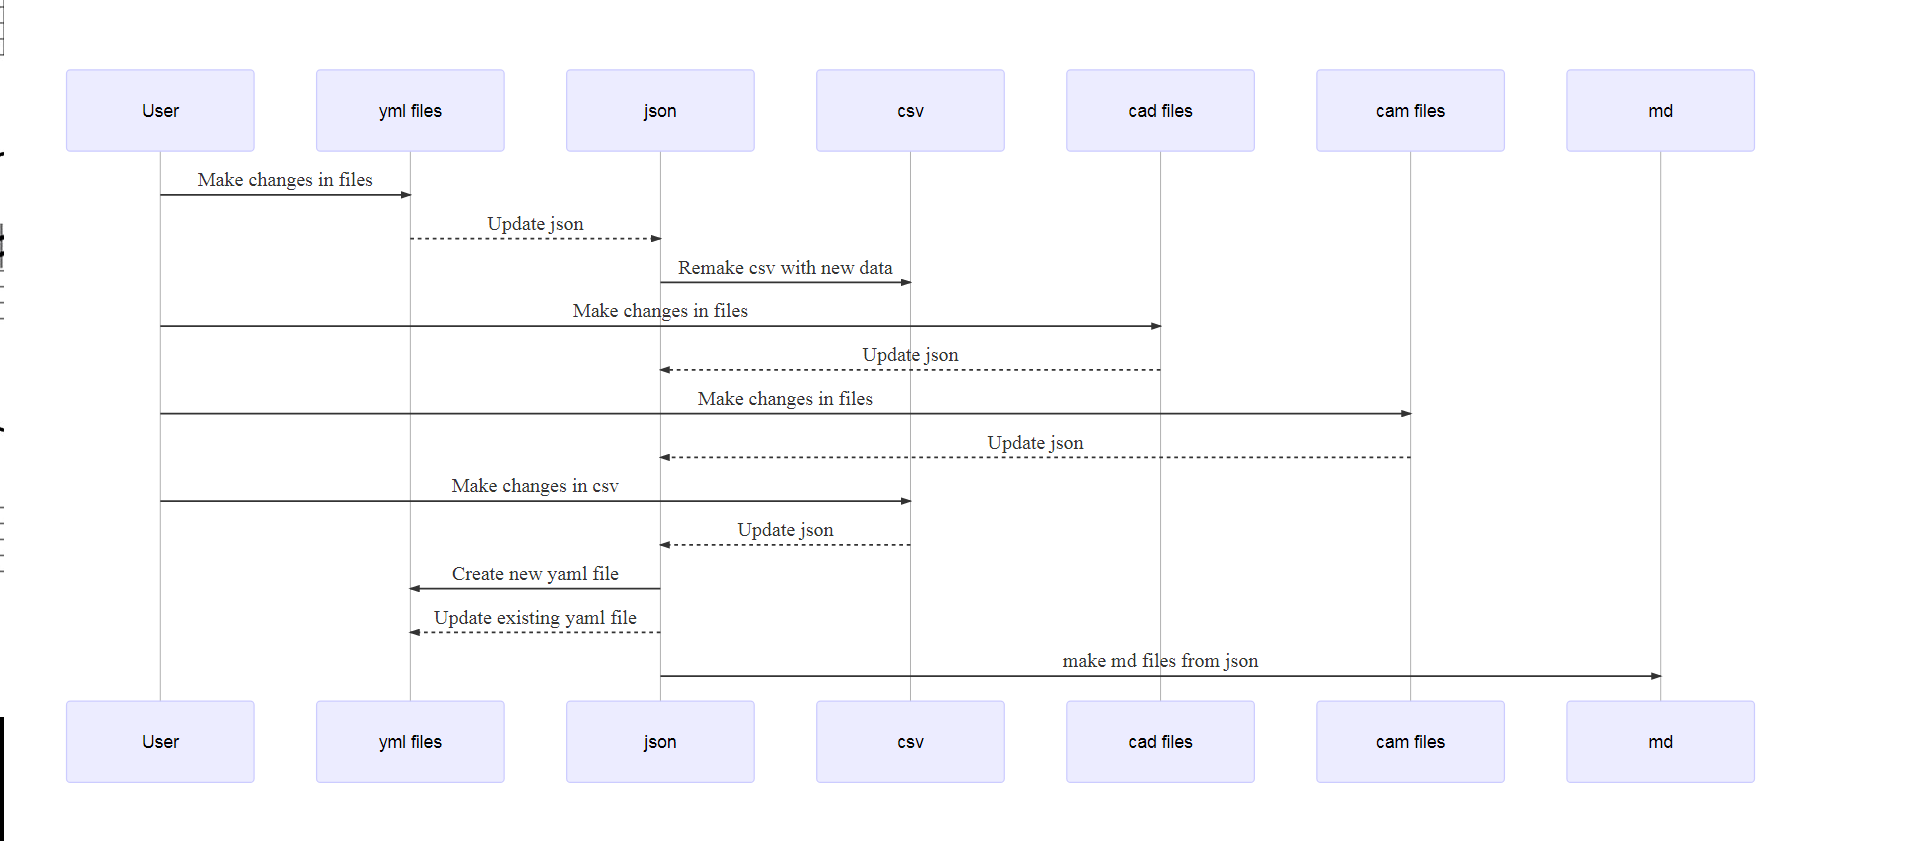 User
yml files
json
csv
cad files
cam files
md
Make changes in files
Update json
Remake csv with new data
Make changes in files
Update json
Make changes in files
Update json
Make changes in csv
Update json
Create new yaml file
Update existing yaml file
make md files from json
User
yml files
json
csv
cad files
cam files
md